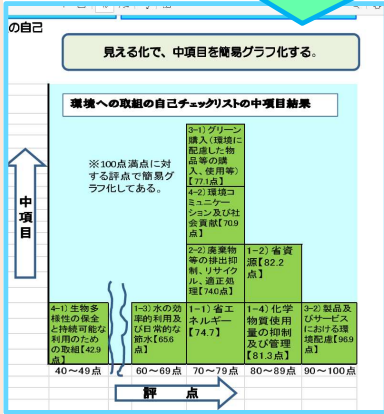 の自己
見える化で、中項目を簡易グラフ化する。
環境への取組の自己チェックリストの中項目結果
※100点満点に対
する評点で簡易グ
ラフ化してある。
中項目
3-1) グリーン
購入(環境に
配慮した物
品等の購
入、使用等)
【77.1点】
4-2) 環境コ
ミュニケー
ション及び社
会貢献【70.9
点】
2-2) 廃棄物
等の排出抑
制、リサイク
ル、適正処
理【74.0点】
1-2) 省資
源【82.2
点】
4-1) 生物多
様性の保全
と持続可能な
利用のため
の取組【42.9
点】
1-3) 水の効
率的利用及
び日常的な
節水【65.6
点】
1-1) 省エ
ネルギー
【74.7】
1-4) 化学
物質使用
量の抑制
及び管理
【81.3点】
3-2) 製品及
びサービス
における環
境配慮【96.9
点】
40～49点
60～69点
70～79点
80～89点
90～100点
評 点